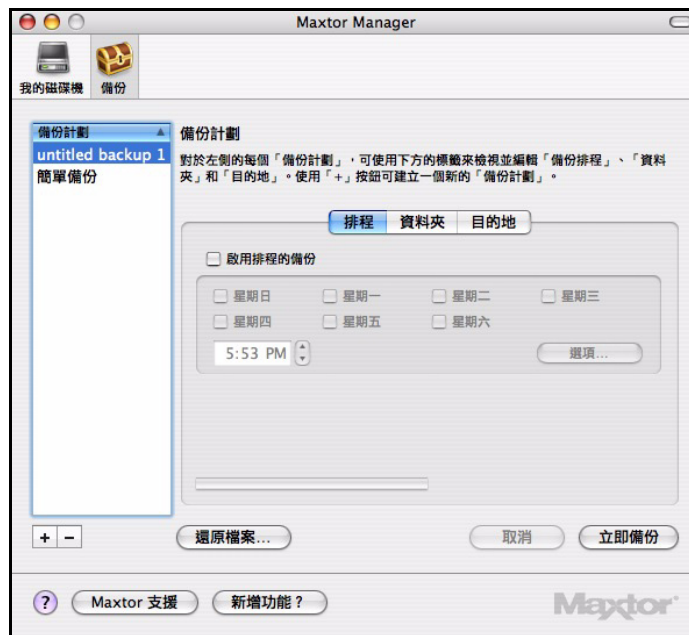 Maxtor Manager
我的磁碟機
備份
備份計劃
untitled backup 1
簡單備份
備份計劃
對於左側的每個「備份計劃」，可使用下方的標籤來檢視並編輯「備份排程」、「資料
夾」和「目的地」。使用「+」按鈕可建立一個新的「備份計劃」。
排程 資料夾 目的地
啟用排程的備份
星期日 星期一 星期二 星期三
星期四 星期五 星期六
5:53 PM 選項...
+ −
還原檔案... 取消 立即備份
? Maxtor 支援 新增功能？ Maxtor